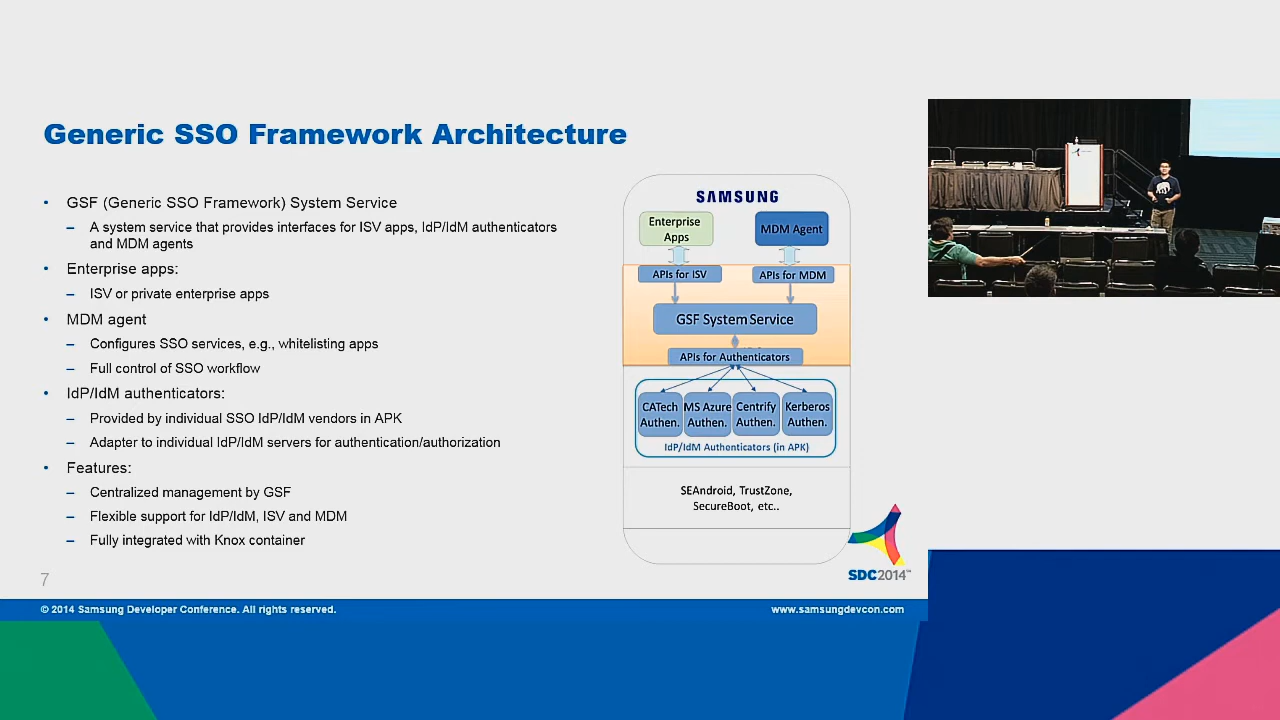 Generic SSO Framework Architecture
• GSF (Generic SSO Framework) System Service
– A system service that provides interfaces for ISV apps, IdP/IdM authenticators
and MDM agents
• Enterprise apps:
– ISV or private enterprise apps
• MDM agent
– Configures SSO services, e.g., whitelisting apps
– Full control of SSO workflow
• IdP/IdM authenticators:
– Provided by individual SSO IdP/IdM vendors in APK
– Adapter to individual IdP/IdM servers for authentication/authorization
• Features:
– Centralized management by GSF
– Flexible support for IdP/IdM, ISV and MDM
– Fully integrated with Knox container
SAMSUNG
Enterprise
Apps
MDM Agent
APIs for ISV
APIs for MDM
GSF System Service
APIs for Authenticators
CATech
Authen.
MS Azure
Authen.
Centrify
Authen.
Kerberos
Authen.
IdP/IdM Authenticators (in APK)
SEAndroid, TrustZone,
SecureBoot, etc..
SDC2014™
7
© 2014 Samsung Developer Conference. All rights reserved.
www.samsungdevcon.com